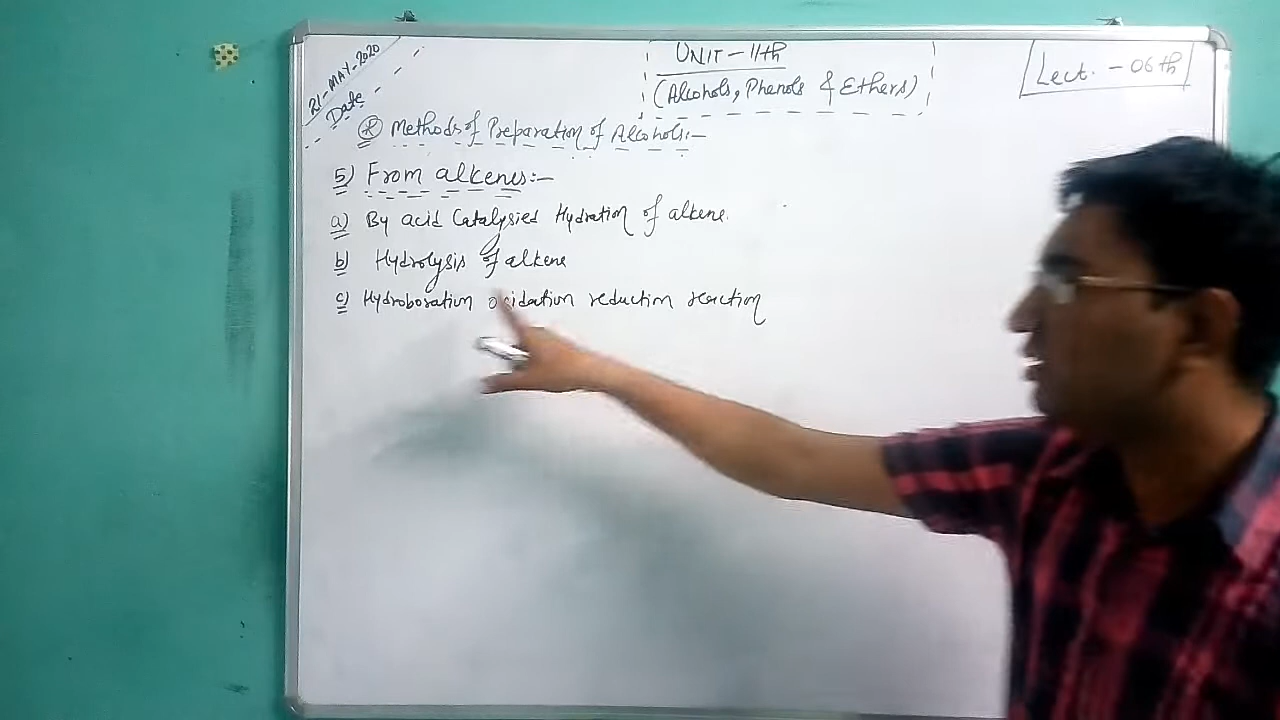 21-MAY-2020
Date
UNIT-11th
(Alcohols, Phenols & Ethers)
Lect. - 06th
* Methods of Preparation of Alcohols:-
5) From alkenes:-
a) By acid Catalysied Hydration of alkene.
b) Hydrolysis of alkene
c) Hydroboration oxidation reduction reaction